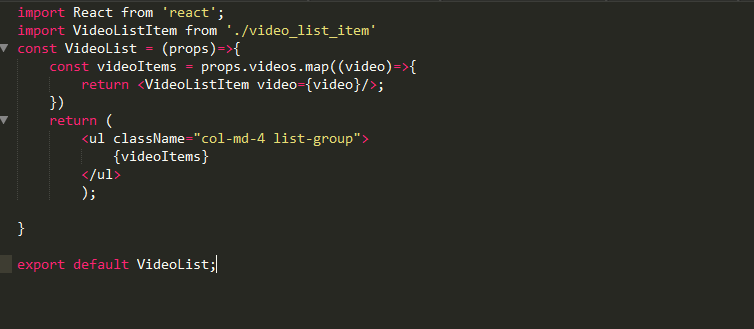 import React from 'react';
import VideoListItem from './video_list_item'
const VideoList = (props)=>{
    const videoItems = props.videos.map((video)=>{
        return <VideoListItem video={video}/>;
    })
    return (
        <ul className="col-md-4 list-group">
            {videoItems}
        </ul>
        );
}
export default VideoList;